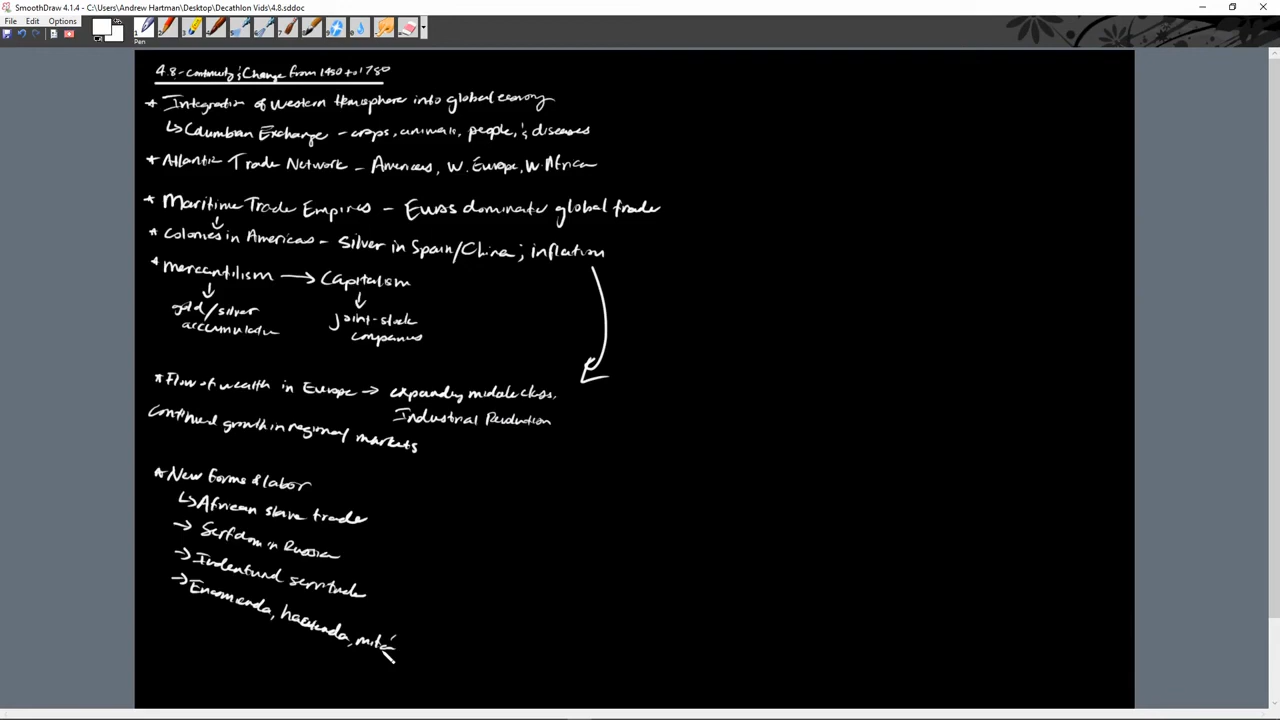 SmoothDraw 4.1.4 - C:\Users\Andrew Hartman\Desktop\Decathlon Vids\4.8.sddoc
File Edit Options
Pen
4.8 - Continuity & Change from 1450 to 1750
* Integration of Western Hemisphere into global economy
↳ Columbian Exchange - crops, animals, people, & diseases
* Atlantic Trade Network - Americas, W. Europe, W. Africa
* Maritime Trade Empires - Euros dominate global trade
* Colonies in Americas - Silver in Spain/China; inflation
* mercantilism → Capitalism
gold/silver accumulation
joint-stock
companies
* Flow of wealth in Europe → expanding middle class,
Industrial Revolution
Continued growth in regional markets
* New forms of labor
↳ African slave trade
→ Serfdom in Russia
→ Indentured servitude
→ Encomienda, hacienda, mita